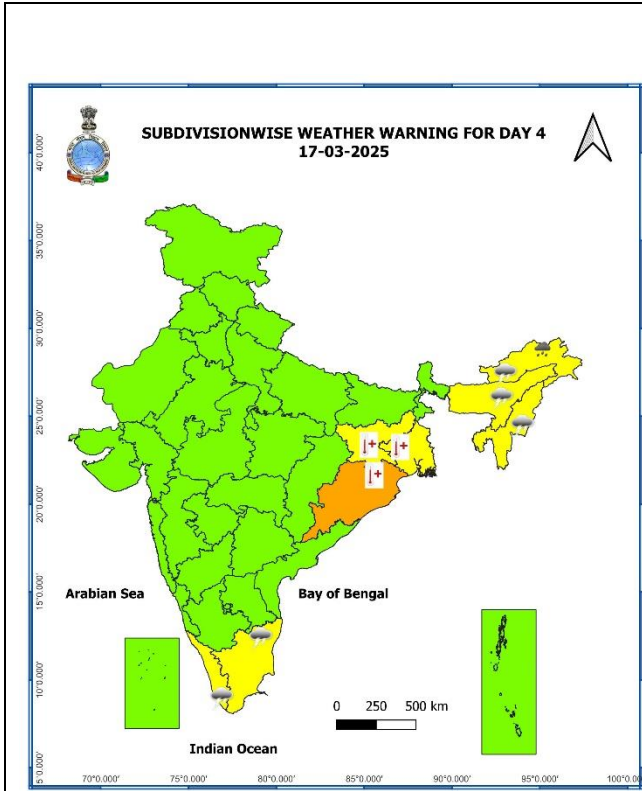 SUBDIVISIONWISE WEATHER WARNING FOR DAY 4
17-03-2025
40°0.000'
35°0.000'
30°0.000'
25°0.000'
20°0.000'
15°0.000'
10°0.000'
5°0.000'
Arabian Sea
Bay of Bengal
0 250 500 km
Indian Ocean
70°0.000' 75°0.000' 80°0.000' 85°0.000' 90°0.000' 95°0.000' 100°0.000'